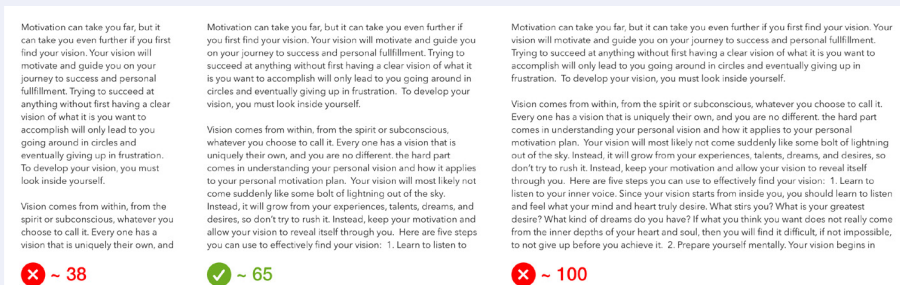 Motivation can take you far, but it
can take you even further if you first
find your vision. Your vision will
motivate and guide you on your
journey to success and personal
fullfillment. Trying to succeed at
anything without first having a clear
vision of what it is you want to
accomplish will only lead to you
going around in circles and
eventually giving up in frustration.
To develop your vision, you must
look inside yourself.
Vision comes from within, from the
spirit or subconscious, whatever you
choose to call it. Every one has a
vision that is uniquely their own, and
~ 38
Motivation can take you far, but it can take you even further if
you first find your vision. Your vision will motivate and guide you
on your journey to success and personal fullfillment. Trying to
succeed at anything without first having a clear vision of what it
is you want to accomplish will only lead to you going around in
circles and eventually giving up in frustration.  To develop your
vision, you must look inside yourself.
Vision comes from within, from the spirit or subconscious,
whatever you choose to call it. Every one has a vision that is
uniquely their own, and you are no different. the hard part
comes in understanding your personal vision and how it applies
to your personal motivation plan.  Your vision will most likely not
come suddenly like some bolt of lightning out of the sky.
Instead, it will grow from your experiences, talents, dreams, and
desires, so don't try to rush it. Instead, keep your motivation and
allow your vision to reveal itself through you.  Here are five steps
you can use to effectively find your vision:  1. Learn to listen to
~ 65
Motivation can take you far, but it can take you even further if you first find your vision. Your
vision will motivate and guide you on your journey to success and personal fullfillment.
Trying to succeed at anything without first having a clear vision of what it is you want to
accomplish will only lead to you going around in circles and eventually giving up in
frustration.  To develop your vision, you must look inside yourself.
Vision comes from within, from the spirit or subconscious, whatever you choose to call it.
Every one has a vision that is uniquely their own, and you are no different. the hard part
comes in understanding your personal vision and how it applies to your personal
motivation plan.  Your vision will most likely not come suddenly like some bolt of lightning
out of the sky. Instead, it will grow from your experiences, talents, dreams, and desires, so
don't try to rush it. Instead, keep your motivation and allow your vision to reveal itself
through you.  Here are five steps you can use to effectively find your vision:  1. Learn to
listen to your inner voice. Since your vision starts from inside you, you should learn to listen
and feel what your mind and heart truly desire. What stirs you? What is your greatest
desire? What kind of dreams do you have? If what you think you want does not really come
from the inner depths of your heart and soul, then you will find it difficult, if not impossible,
to not give up before you achieve it.  2. Prepare yourself mentally. Your vision begins in
~ 100